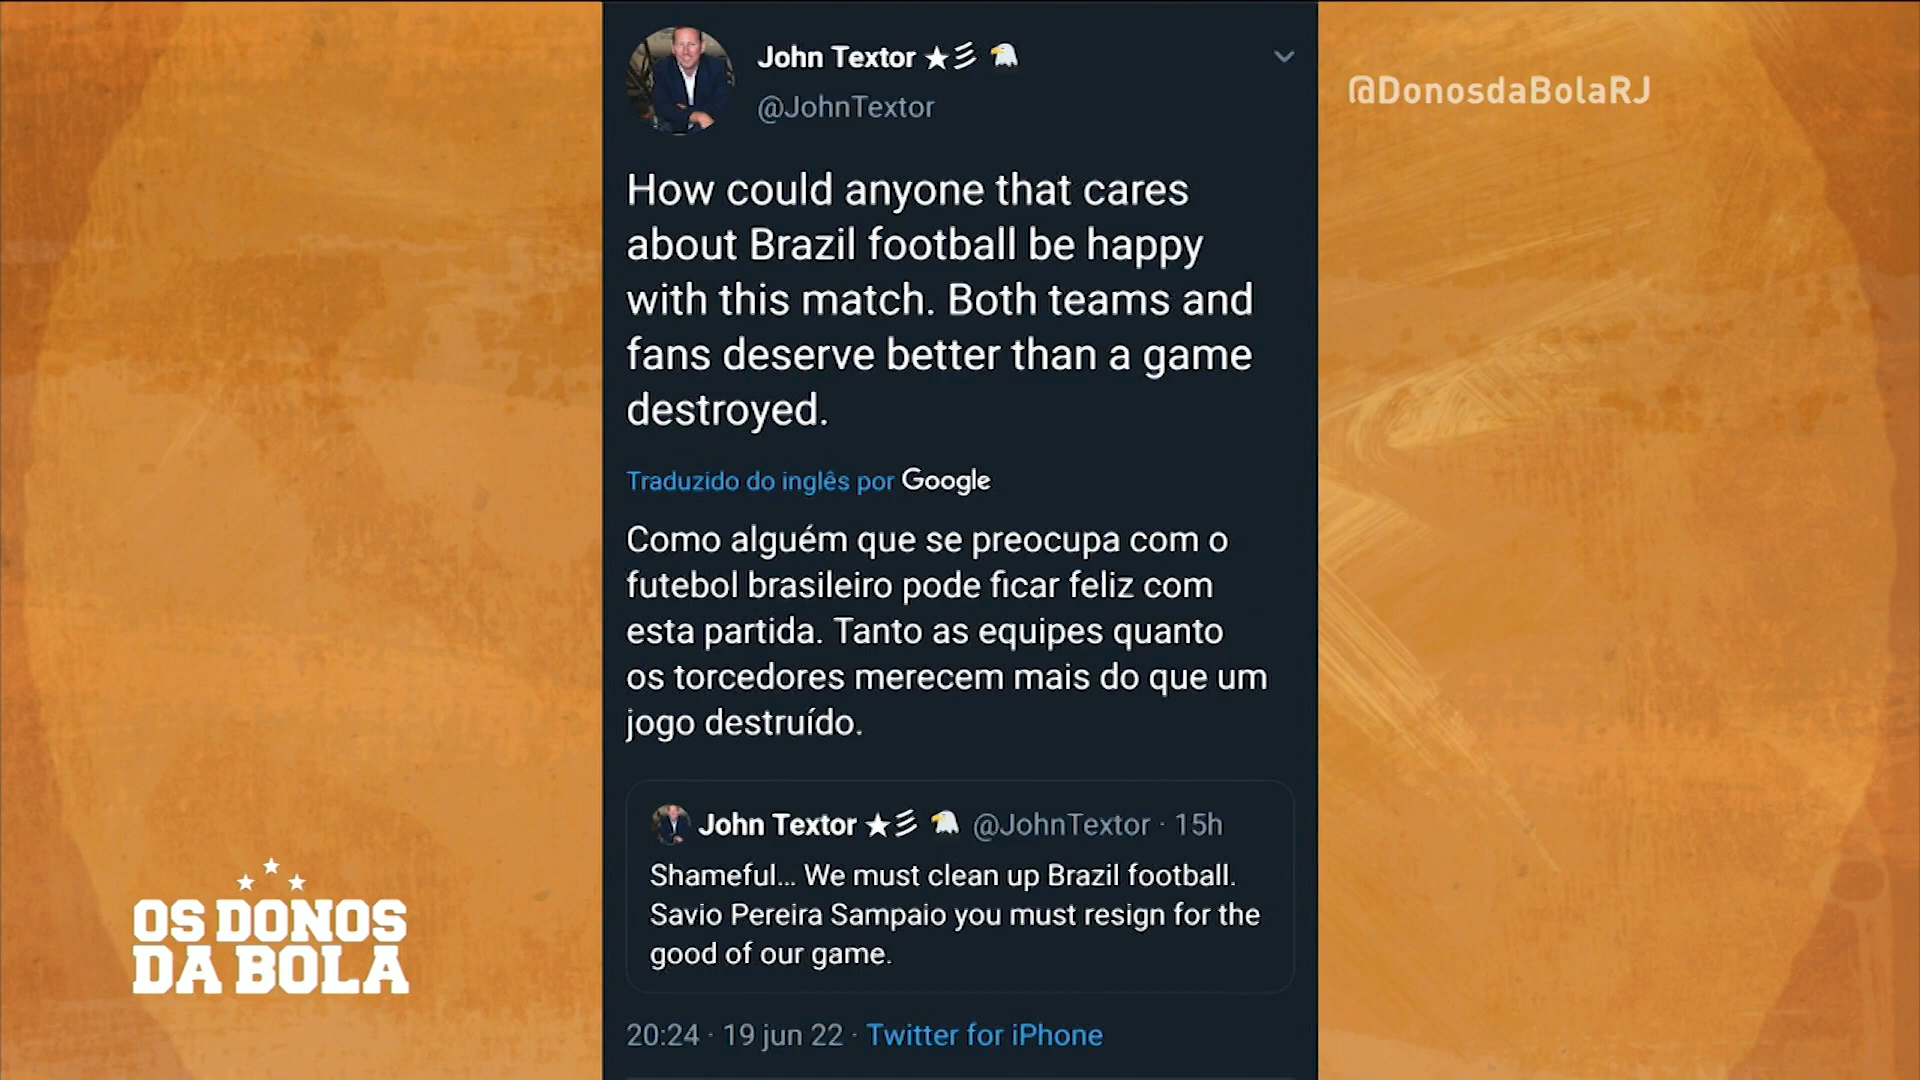 John Textor ★彡 🦅
@JohnTextor
@DonosdaBolaRJ
How could anyone that cares
about Brazil football be happy
with this match. Both teams and
fans deserve better than a game
destroyed.
Traduzido do inglês por Google
Como alguém que se preocupa com o
futebol brasileiro pode ficar feliz com
esta partida. Tanto as equipes quanto
os torcedores merecem mais do que um
jogo destruído.
John Textor ★彡 🦅 @JohnTextor · 15h
Shameful... We must clean up Brazil football.
Savio Pereira Sampaio you must resign for the
good of our game.
20:24 · 19 jun 22 · Twitter for iPhone
OS DONOS
DA BOLA